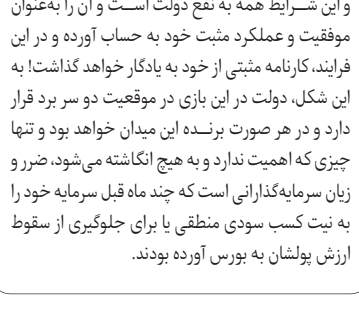 و این شــرایط همه به نفع دولت اســت و آن را به‌عنوان
موفقیت و عملکرد مثبت خود به حساب آورده و در این
فرایند، کارنامه مثبتی از خود به یادگار خواهد گذاشت! به
این شکل، دولت در این بازی در موقعیت دو سر برد قرار
دارد و در هر صورت برنــده این میدان خواهد بود و تنها
چیزی که اهمیت ندارد و به هیچ انگاشته می‌شود، ضرر و
زیان سرمایه‌گذارانی است که چند ماه قبل سرمایه خود را
به نیت کسب سودی منطقی یا برای جلوگیری از سقوط
ارزش پولشان به بورس آورده بودند.